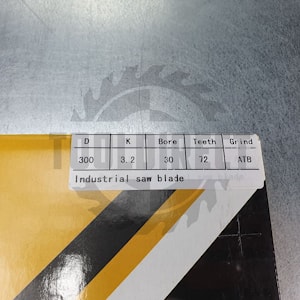 D K Bore Teeth Grind
300 3.2 30 72 ATB
Industrial saw blade